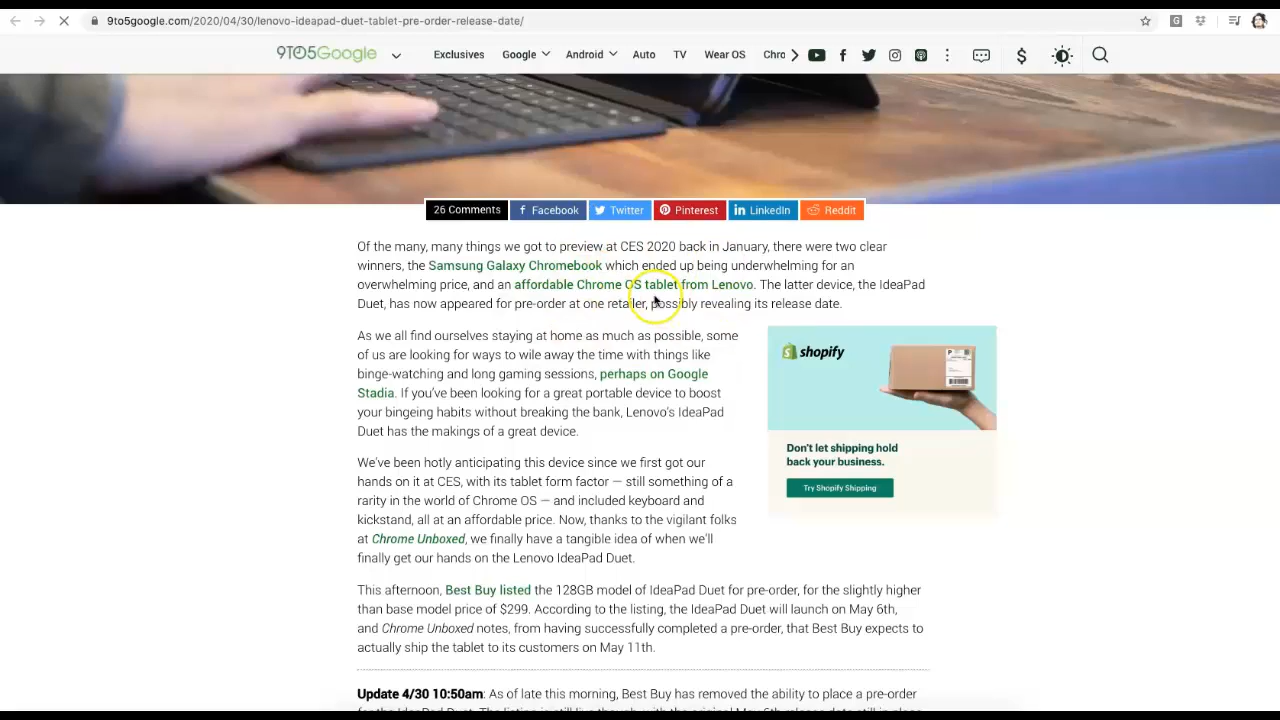 9to5google.com/2020/04/30/lenovo-ideapad-duet-tablet-pre-order-release-date/
9TO5Google Exclusives Google Android Auto TV Wear OS Chro
26 Comments Facebook Twitter Pinterest LinkedIn Reddit
Of the many, many things we got to preview at CES 2020 back in January, there were two clear
winners, the Samsung Galaxy Chromebook which ended up being underwhelming for an
overwhelming price, and an affordable Chrome OS tablet from Lenovo. The latter device, the IdeaPad
Duet, has now appeared for pre-order at one retailer, possibly revealing its release date.
As we all find ourselves staying at home as much as possible, some
of us are looking for ways to wile away the time with things like
binge-watching and long gaming sessions, perhaps on Google
Stadia. If you've been looking for a great portable device to boost
your bingeing habits without breaking the bank, Lenovo's IdeaPad
Duet has the makings of a great device.
shopify
Don't let shipping hold
back your business.
Try Shopify Shipping
We've been hotly anticipating this device since we first got our
hands on it at CES, with its tablet form factor — still something of a
rarity in the world of Chrome OS — and included keyboard and
kickstand, all at an affordable price. Now, thanks to the vigilant folks
at Chrome Unboxed, we finally have a tangible idea of when we'll
finally get our hands on the Lenovo IdeaPad Duet.
This afternoon, Best Buy listed the 128GB model of IdeaPad Duet for pre-order, for the slightly higher
than base model price of $299. According to the listing, the IdeaPad Duet will launch on May 6th,
and Chrome Unboxed notes, from having successfully completed a pre-order, that Best Buy expects to
actually ship the tablet to its customers on May 11th.
Update 4/30 10:50am: As of late this morning, Best Buy has removed the ability to place a pre-order